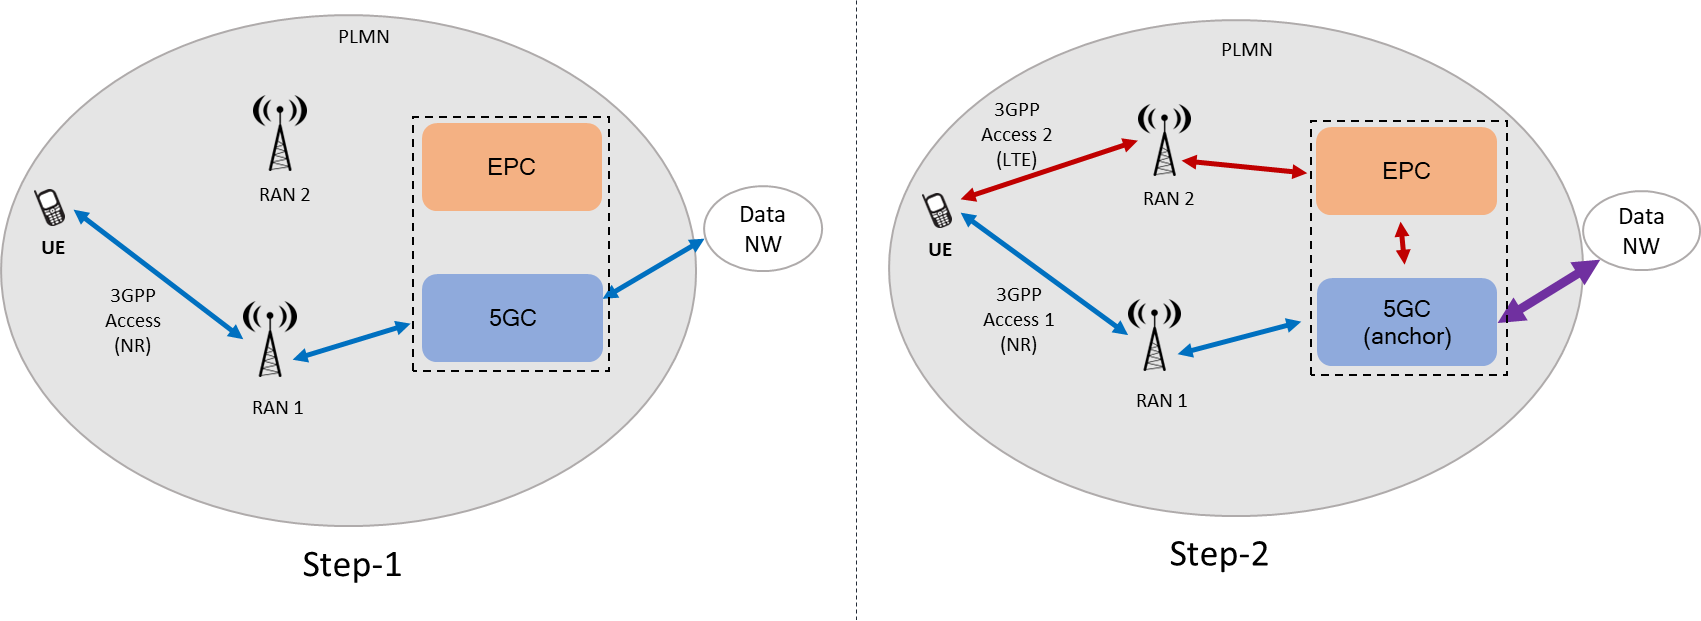 PLMN
RAN 2
EPC
UE
Data
NW
3GPP
Access
(NR)
5GC
RAN 1
Step-1
PLMN
3GPP
Access 2
(LTE)
RAN 2
EPC
UE
Data
NW
3GPP
Access 1
(NR)
5GC
(anchor)
RAN 1
Step-2